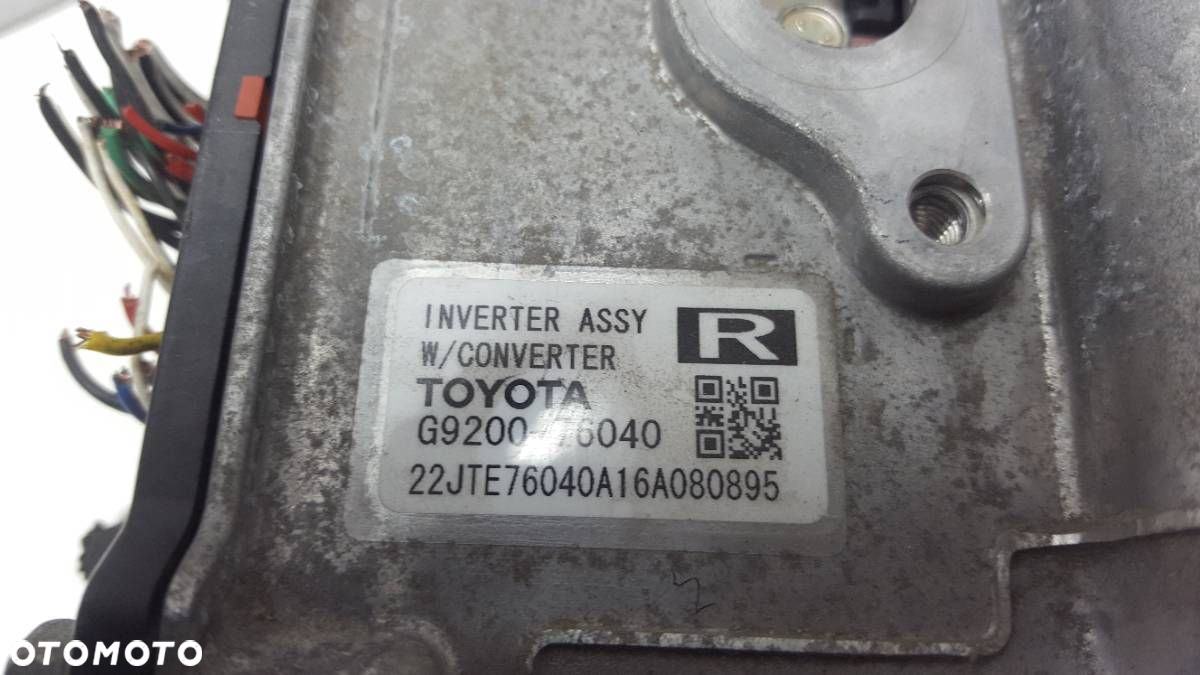 INVERTER ASSY
R
W/CONVERTER
TOYOTA
G9200-76040
22JTE76040A16A080895
OTOMOTO